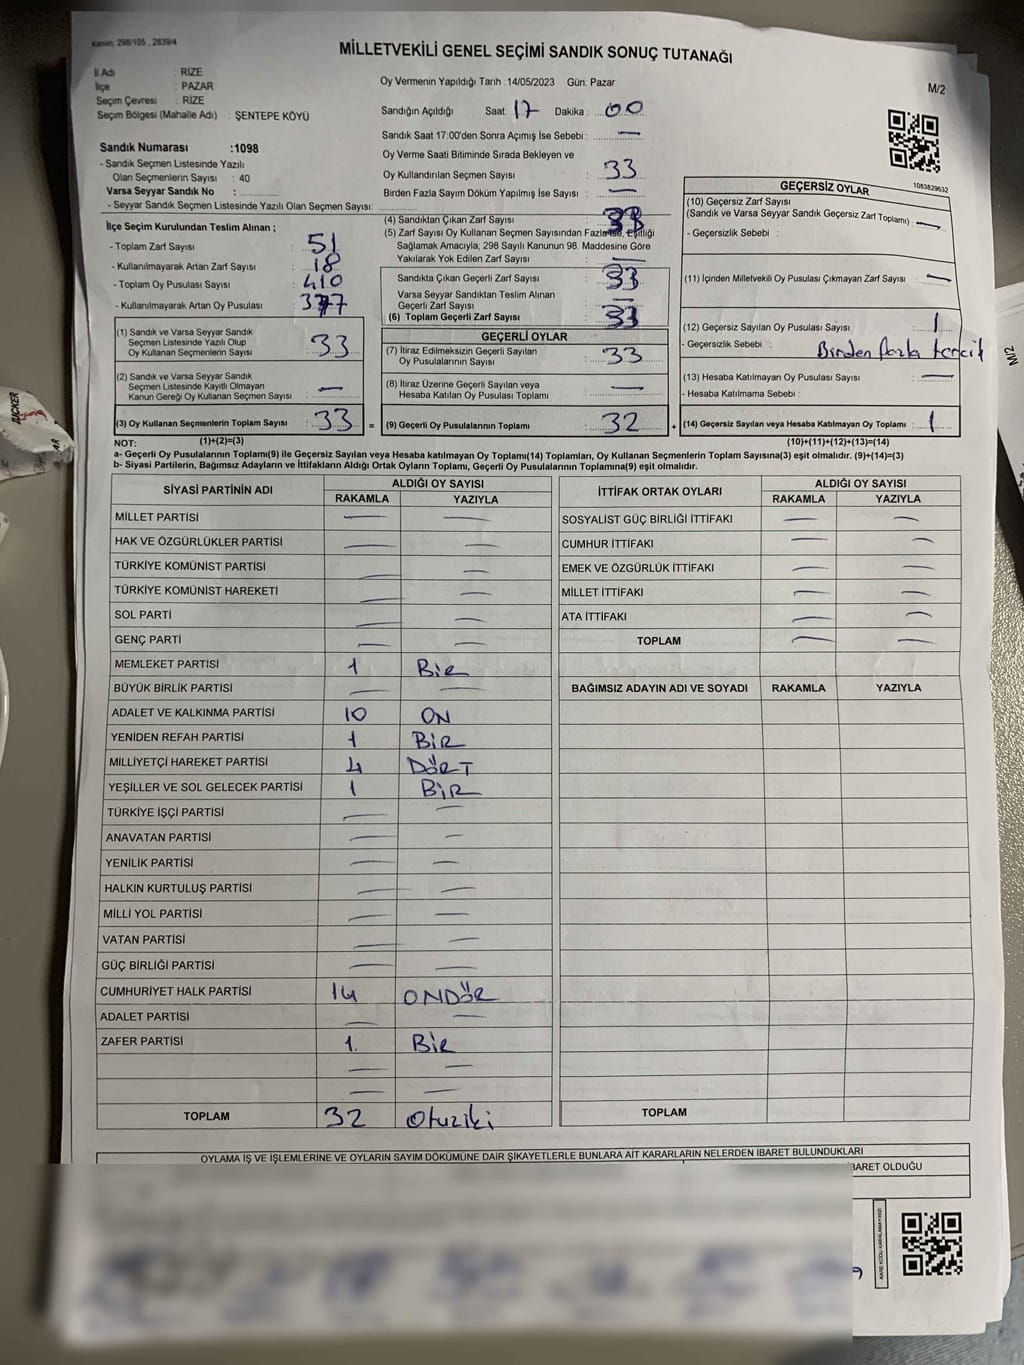 Kanun, 298/105 , 2839/4
MİLLETVEKİLİ GENEL SEÇİMİ SANDIK SONUÇ TUTANAĞI
M/2
İl Adı : RİZE
İlçe : PAZAR
Seçim Çevresi : RİZE
Seçim Bölgesi (Mahalle Adı) : ŞENTEPE KÖYÜ
Sandık Numarası :1098
- Sandık Seçmen Listesinde Yazılı
Olan Seçmenlerin Sayısı : 40
Varsa Seyyar Sandık No :
- Seyyar Sandık Seçmen Listesinde Yazılı Olan Seçmen Sayısı:
Oy Vermenin Yapıldığı Tarih :14/05/2023 Gün: Pazar
Sandığın Açıldığı Saat: 17 Dakika : 00
Sandık Saat 17:00'den Sonra Açımış İse Sebebi : —
Oy Verme Saati Bitiminde Sırada Bekleyen ve
Oy Kullandırılan Seçmen Sayısı : 33
Birden Fazla Sayım Döküm Yapılmış İse Sayısı : —
İlçe Seçim Kurulundan Teslim Alınan ;
- Toplam Zarf Sayısı : 51
- Kullanılmayarak Artan Zarf Sayısı : 18
- Toplam Oy Pusulası Sayısı : 410
- Kullanılmayarak Artan Oy Pusulası : 377
(4) Sandıktan Çıkan Zarf Sayısı : 33
(5) Zarf Sayısı Oy Kullanan Seçmen Sayısından Fazla ise, Eşitliği
Sağlamak Amacıyla, 298 Sayılı Kanunun 98. Maddesine Göre
Yakılarak Yok Edilen Zarf Sayısı : —
Sandıkta Çıkan Geçerli Zarf Sayısı : 33
Varsa Seyyar Sandıktan Teslim Alınan
Geçerli Zarf Sayısı : —
(6) Toplam Geçerli Zarf Sayısı : 33
1083829632
GEÇERSİZ OYLAR
(10) Geçersiz Zarf Sayısı
(Sandık ve Varsa Seyyar Sandık Geçersiz Zarf Toplamı) : —
- Geçersizlik Sebebi :
(11) İçinden Milletvekili Oy Pusulası Çıkmayan Zarf Sayısı : —
(12) Geçersiz Sayılan Oy Pusulası Sayısı : 1
- Geçersizlik Sebebi : Birden fazla tercih
(13) Hesaba Katılmayan Oy Pusulası Sayısı : —
- Hesaba Katılmama Sebebi :
(14) Geçersiz Sayılan veya Hesaba Katılmayan Oy Toplamı : 1
(10)+(11)+(12)+(13)=(14)
(1) Sandık ve Varsa Seyyar Sandık
Seçmen Listesinde Yazılı Olup
Oy Kullanan Seçmenlerin Sayısı : 33
(2) Sandık ve Varsa Seyyar Sandık
Seçmen Listesinde Kayıtlı Olmayan
Kanun Gereği Oy Kullanan Seçmen Sayısı : —
(3) Oy Kullanan Seçmenlerin Toplam Sayısı : 33 =
(1)+(2)=(3)
GEÇERLİ OYLAR
(7) İtiraz Edilmeksizin Geçerli Sayılan
Oy Pusulalarının Sayısı : 33
(8) İtiraz Üzerine Geçerli Sayılan veya
Hesaba Katılan Oy Pusulası Toplamı : —
(9) Geçerli Oy Pusulalarının Toplamı : 32 +
NOT:
a- Geçerli Oy Pusulasının Toplamı(9) ile Geçersiz Sayılan veya Hesaba katılmayan Oy Toplamı(14) Toplamları, Oy Kullanan Seçmenlerin Toplam Sayısına(3) eşit olmalıdır. (9)+(14)=(3)
b- Siyasi Partilerin, Bağımsız Adayların ve İttifakların Aldığı Ortak Oyların Toplamı, Geçerli Oy Pusulalarının Toplamına(9) eşit olmalıdır.
SİYASİ PARTİNİN ADI ALDIĞI OY SAYISI
RAKAMLA YAZIYLA
MİLLET PARTİSİ — —
HAK VE ÖZGÜRLÜKLER PARTİSİ — —
TÜRKİYE KOMÜNİST PARTİSİ — —
TÜRKİYE KOMÜNİST HAREKETİ — —
SOL PARTİ — —
GENÇ PARTİ — —
MEMLEKET PARTİSİ 1 Bir
BÜYÜK BİRLİK PARTİSİ — —
ADALET VE KALKINMA PARTİSİ 10 ON
YENİDEN REFAH PARTİSİ 1 BİR
MİLLİYETÇİ HAREKET PARTİSİ 4 DÖRT
YEŞİLLER VE SOL GELECEK PARTİSİ 1 BİR
TÜRKİYE İŞÇİ PARTİSİ — —
ANAVATAN PARTİSİ — —
YENİLİK PARTİSİ — —
HALKIN KURTULUŞ PARTİSİ — —
MİLLİ YOL PARTİSİ — —
VATAN PARTİSİ — —
GÜÇ BİRLİĞİ PARTİSİ — —
CUMHURİYET HALK PARTİSİ 14 ONDÖR
ADALET PARTİSİ — —
ZAFER PARTİSİ 1. Bir
— —
— —
TOPLAM 32 Otuziki
İTTİFAK ORTAK OYLARI ALDIĞI OY SAYISI
RAKAMLA YAZIYLA
SOSYALİST GÜÇ BİRLİĞİ İTTİFAKI — —
CUMHUR İTTİFAKI — —
EMEK VE ÖZGÜRLÜK İTTİFAKI — —
MİLLET İTTİFAKI — —
ATA İTTİFAKI — —
TOPLAM — —
BAĞIMSIZ ADAYIN ADI VE SOYADI RAKAMLA YAZIYLA
TOPLAM
OYLAMA İŞ VE İŞLEMLERİNE VE OYLARIN SAYIM DÖKÜMÜNE DAİR ŞİKAYETLERLE BUNLARA AİT KARARLARIN NELERDEN İBARET BULUNDUKLARI
BARET OLDUĞU
M/2